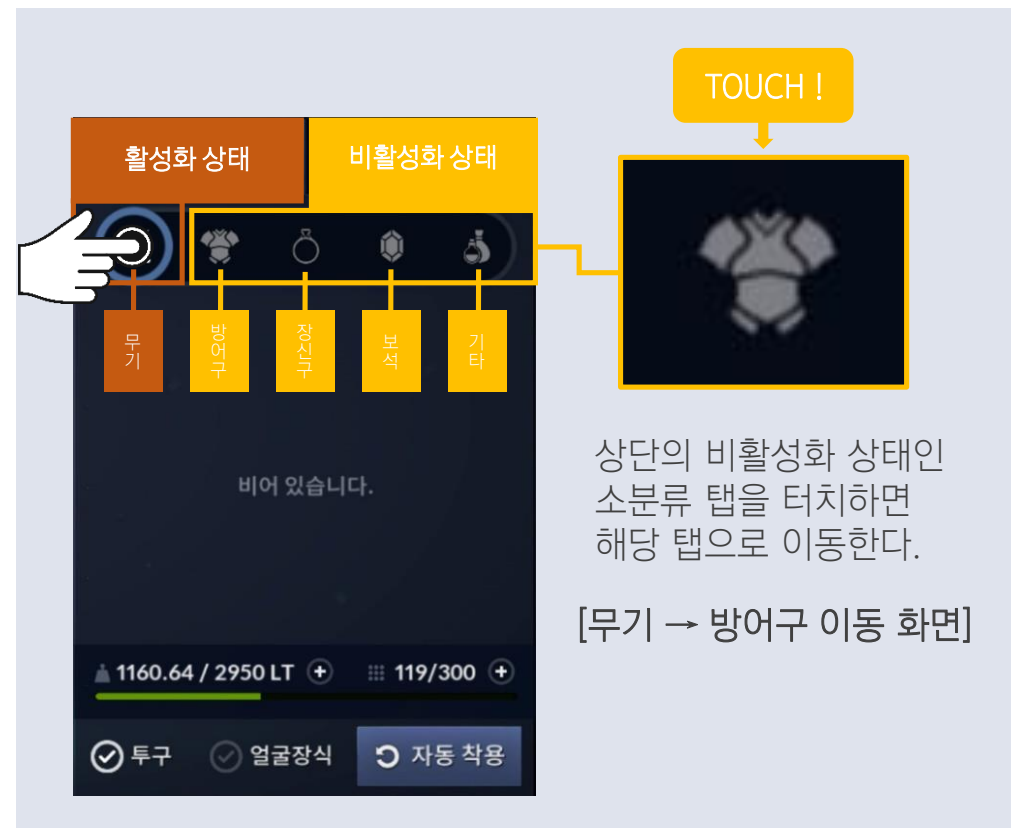 TOUCH !
활성화 상태
비활성화 상태
무기
방어구
장신구
보석
기타
비어 있습니다.
상단의 비활성화 상태인
소분류 탭을 터치하면
해당 탭으로 이동한다.
[무기 → 방어구 이동 화면]
1160.64 / 2950 LT
119/300
투구
얼굴장식
자동 착용